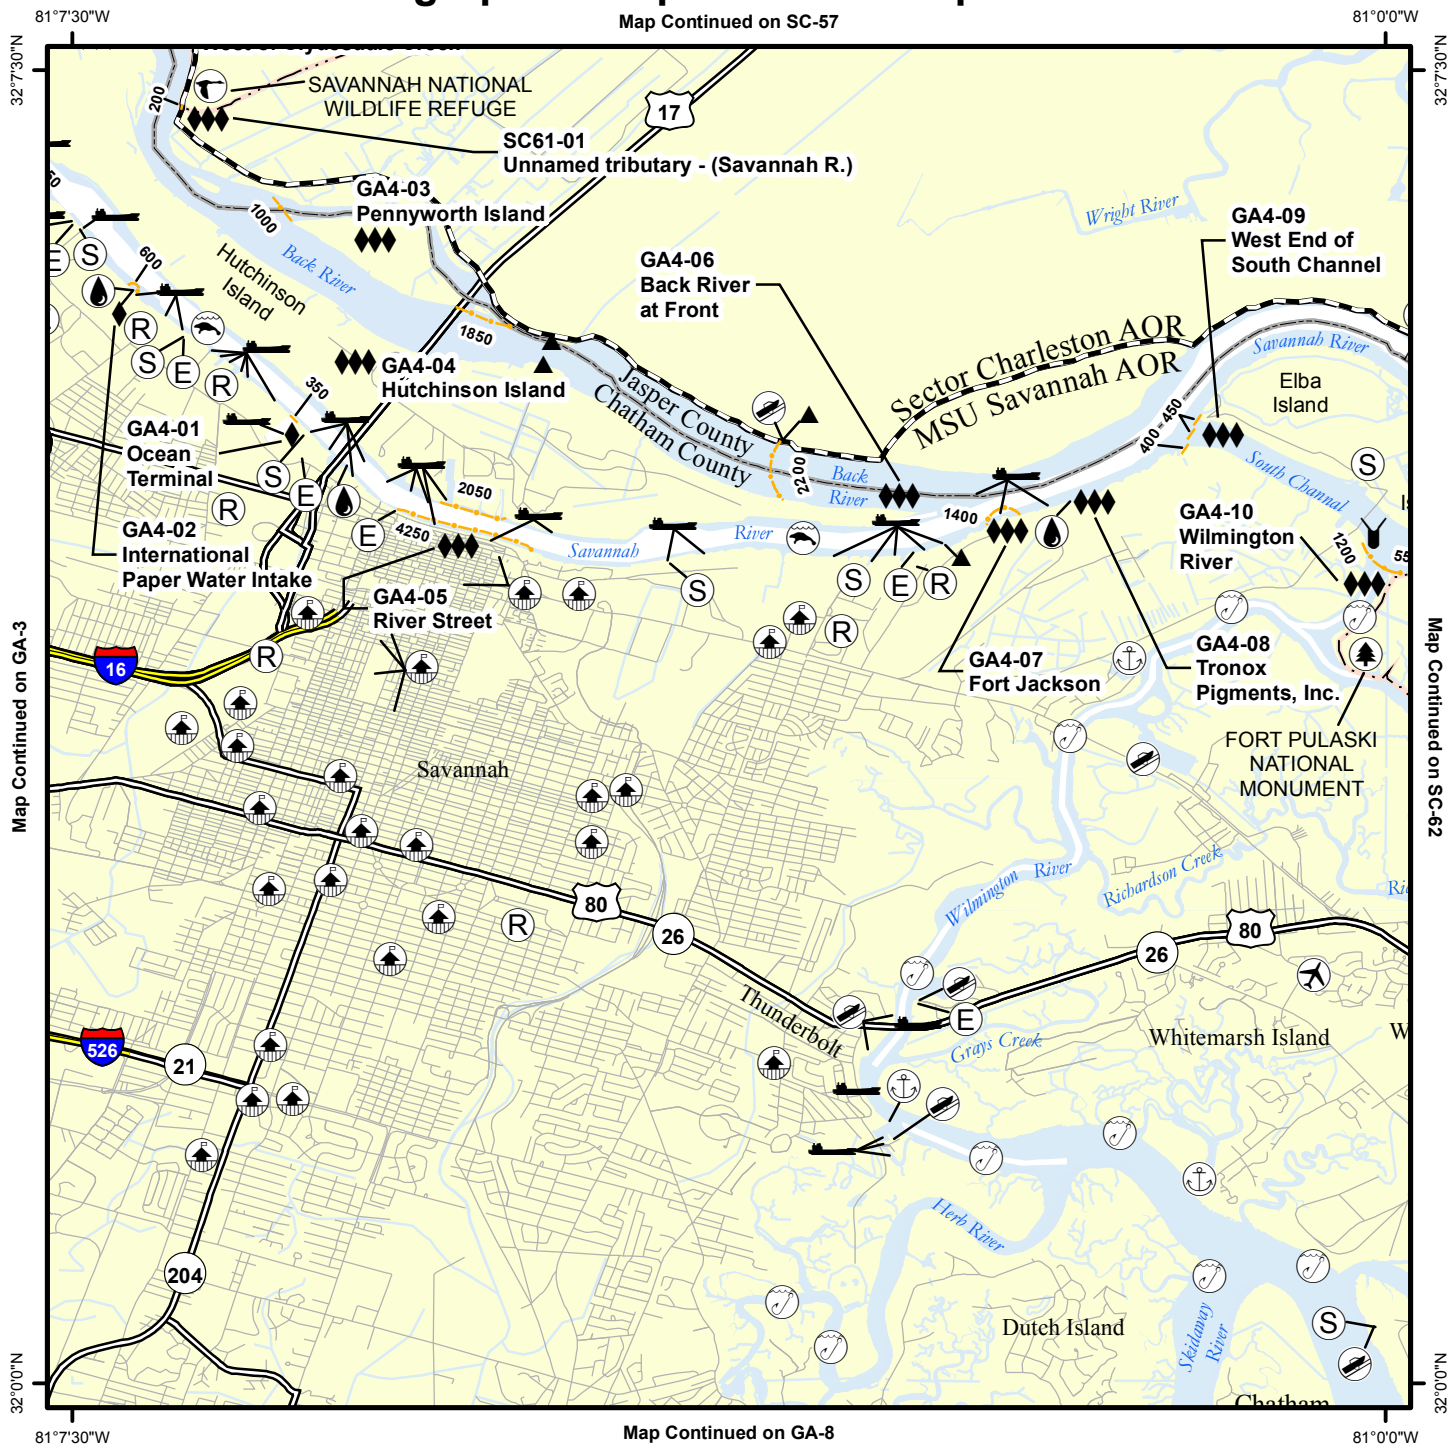 81°7'30"W
Map Continued on SC-57
81°0'0"W
32°7'30"N
32°7'30"N
SAVANNAH NATIONAL
WILDLIFE REFUGE
200
17
SC61-01
Unnamed tributary - (Savannah R.)
GA4-03
Pennyworth Island
1000
Back River
Hutchinson
Island
Wright River
GA4-09
West End of
South Channel
GA4-06
Back River
at Front
E
S
600
R
S
E
R
1850
GA4-04
Hutchinson Island
350
Jasper County
Chatham County
Sector Charleston AOR
MSU Savannah AOR
Savannah River
Elba
Island
400 - 450
GA4-01
Ocean
Terminal
S
E
R
2050
4250
E
2200
Back
River
South Channal
S
GA4-02
International
Paper Water Intake
Savannah
River
1400
GA4-10
Wilmington
River
1200
55
S
S
E
R
GA4-05
River Street
R
R
16
GA4-07
Fort Jackson
GA4-08
Tronox
Pigments, Inc.
FORT PULASKI
NATIONAL
MONUMENT
Map Continued on GA-3
Map Continued on SC-62
Savannah
80
26
R
Wilmington
River
Richardson Creek
80
26
Thunderbolt
E
Grays Creek
Whitemarsh Island
W
526
21
Herb River
204
Dutch Island
Skidaway
River
S
Chatham
32°0'0"N
32°0'0"N
81°7'30"W
Map Continued on GA-8
81°0'0"W